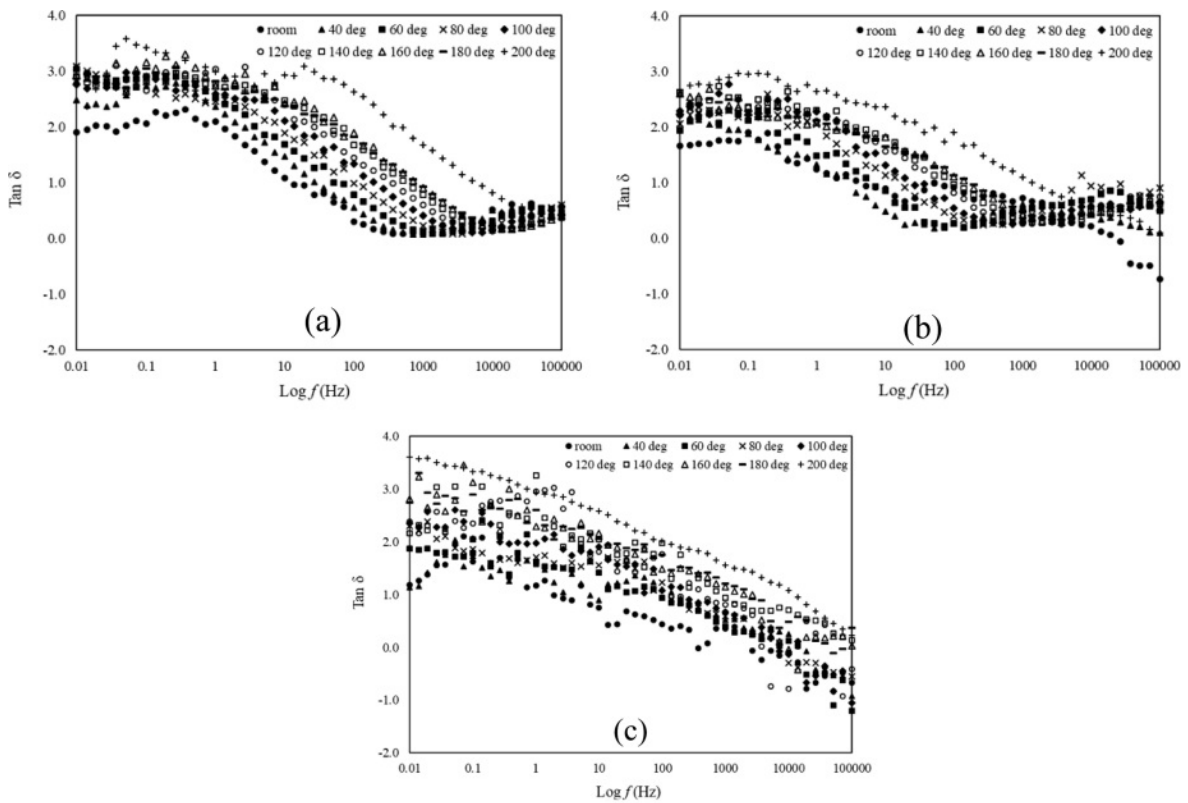 4.0
● room ▲ 40 deg ■ 60 deg × 80 deg ◆ 100 deg
○ 120 deg □ 140 deg △ 160 deg - 180 deg + 200 deg
3.0
2.0
1.0
0.0
-1.0
-2.0
Tan δ
(a)
0.01 0.1 1 10 100 1000 10000 100000
Log f (Hz)
4.0
● room ▲ 40 deg ■ 60 deg × 80 deg ◆ 100 deg
○ 120 deg □ 140 deg △ 160 deg - 180 deg + 200 deg
3.0
2.0
1.0
0.0
-1.0
-2.0
Tan δ
(b)
0.01 0.1 1 10 100 1000 10000 100000
Log f (Hz)
4.0
● room ▲ 40 deg ■ 60 deg × 80 deg ◆ 100 deg
○ 120 deg □ 140 deg △ 160 deg - 180 deg + 200 deg
3.0
2.0
1.0
0.0
-1.0
-2.0
Tan δ
(c)
0.01 0.1 1 10 100 1000 10000 100000
Log f (Hz)